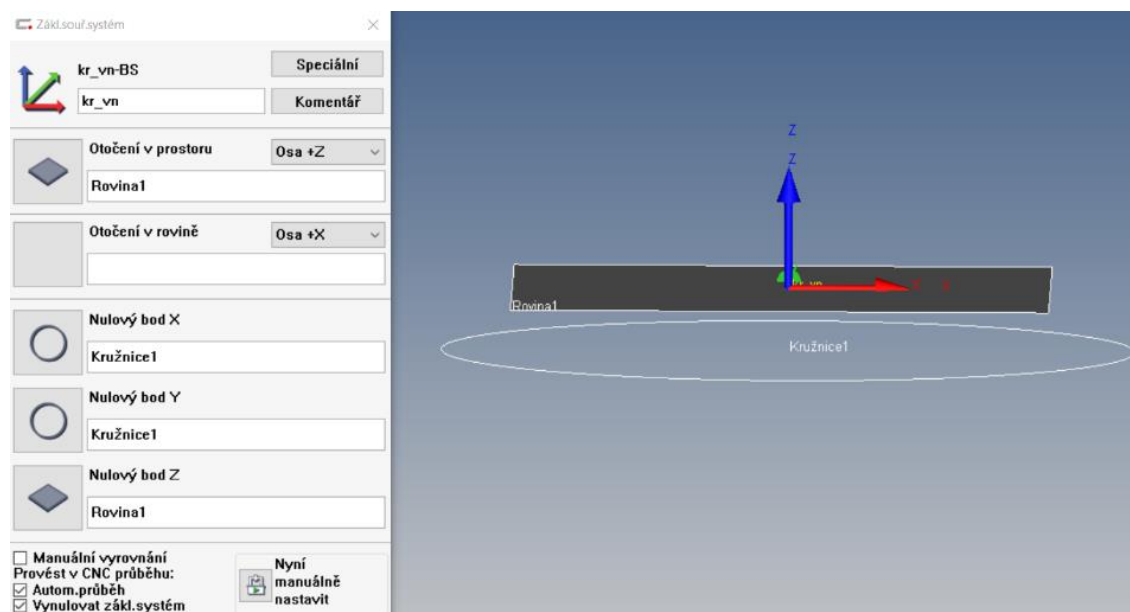 Zákl.souř.systém
kr_vn-BS
Speciální
kr_vn
Komentář
Otočení v prostoru
Osa +Z
Rovina1
Otočení v rovině
Osa +X
Nulový bod X
Kružnice1
Nulový bod Y
Kružnice1
Nulový bod Z
Rovina1
Manuální vyrovnání
Provést v CNC průběhu:
Autom.průběh
Vynulovat zákl.systém
Nyní
manuálně
nastavit
Z
Z
kr_vn
X X
Rovina1
Kružnice1